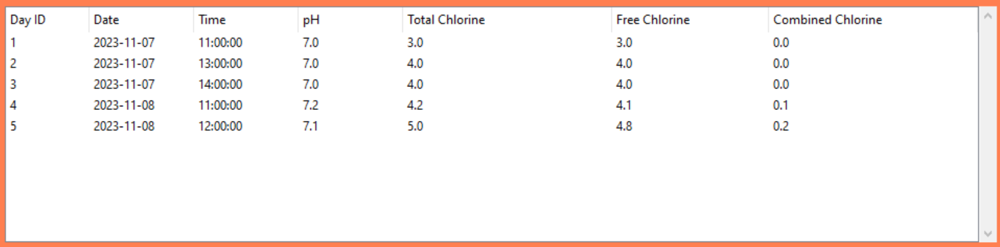 Day ID Date Time pH Total Chlorine Free Chlorine Combined Chlorine
1 2023-11-07 11:00:00 7.0 3.0 3.0 0.0
2 2023-11-07 13:00:00 7.0 4.0 4.0 0.0
3 2023-11-07 14:00:00 7.0 4.0 4.0 0.0
4 2023-11-08 11:00:00 7.2 4.2 4.1 0.1
5 2023-11-08 12:00:00 7.1 5.0 4.8 0.2